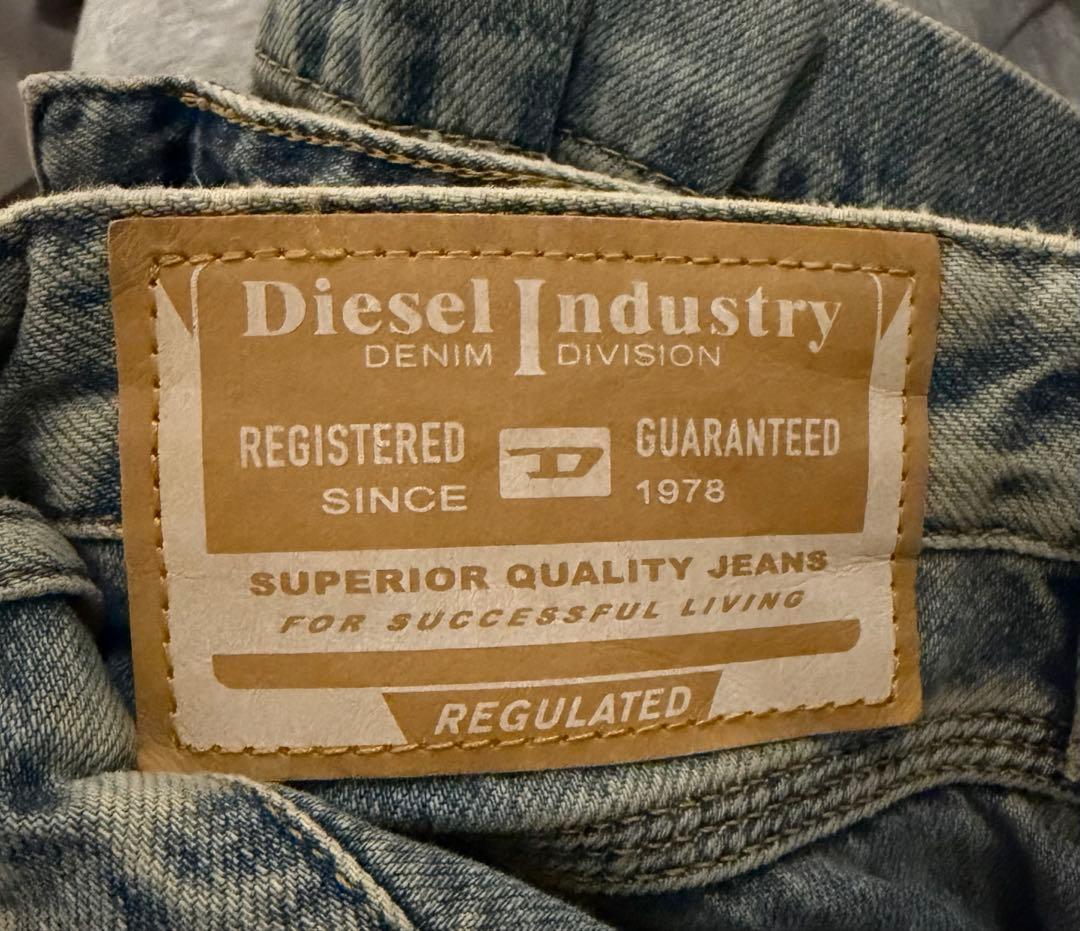 Diesel Industry
DENIM DIVISION
REGISTERED D GUARANTEED
SINCE 1978
SUPERIOR QUALITY JEANS
FOR SUCCESSFUL LIVING
REGULATED